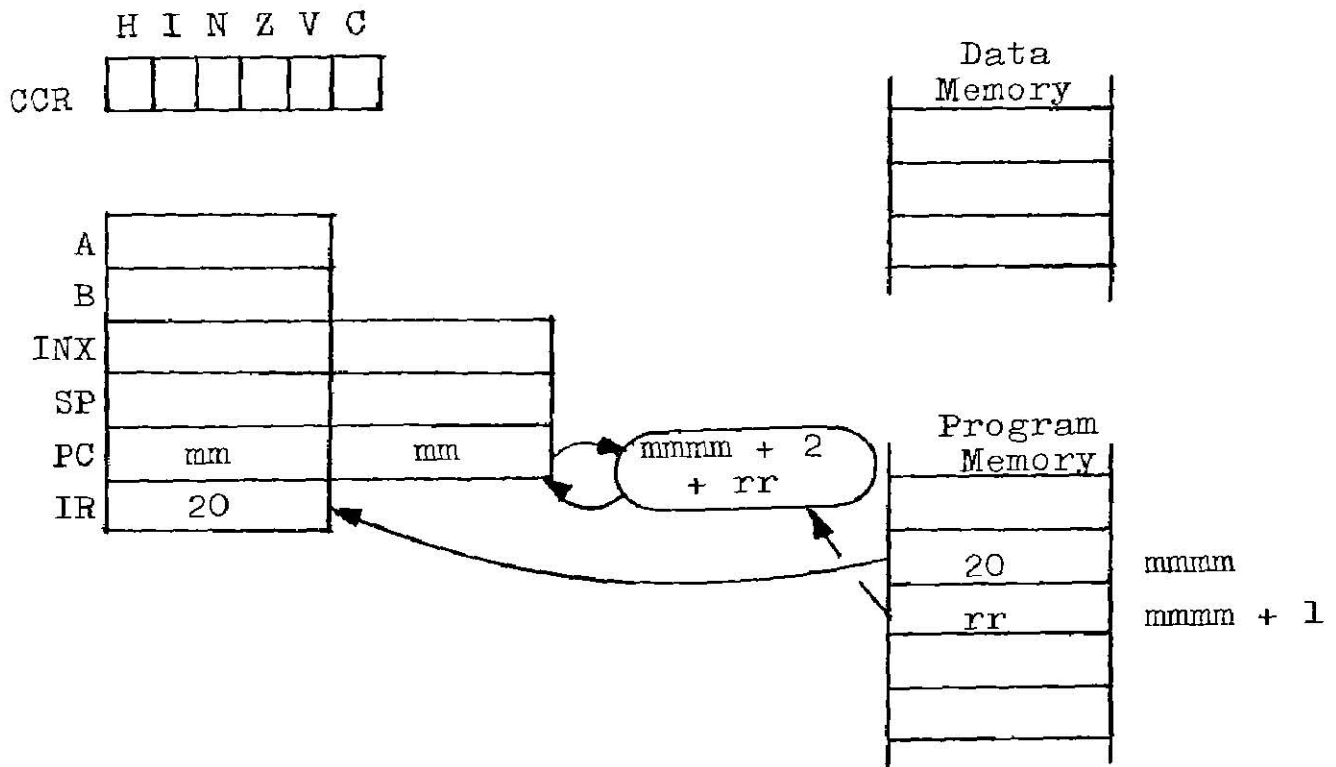 H I N Z V C
CCR
Data
Memory
A
B
INX
SP
PC mm mm
mmmm + 2
+ rr
IR 20
Program
Memory
20 mmmm
rr mmmm + 1